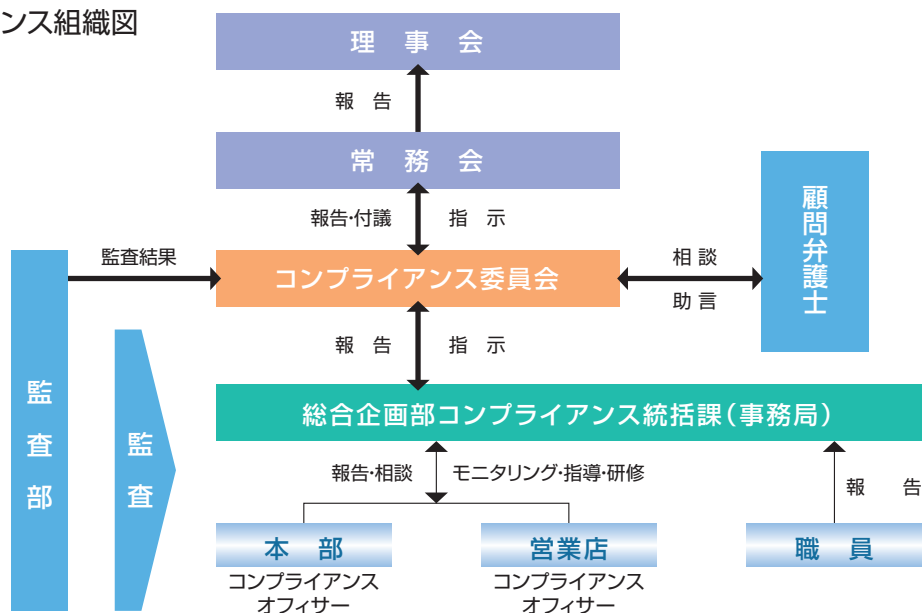 ンス組織図
理 事 会
報 告
常 務 会
報告・付議 指 示
監査結果
コンプライアンス委員会
相 談
助 言
顧問弁護士
報 告 指 示
監査部
監査
総合企画部コンプライアンス統括課（事務局）
報告・相談 モニタリング・指導・研修
報 告
本 部
コンプライアンス
オフィサー
営業店
コンプライアンス
オフィサー
職 員